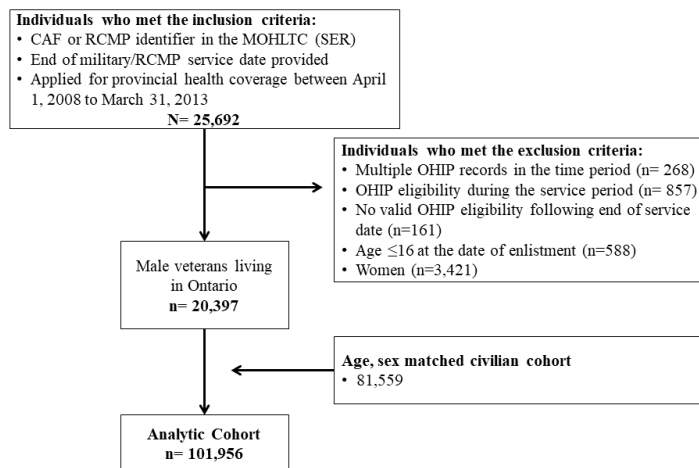 Individuals who met the inclusion criteria:
• CAF or RCMP identifier in the MOHLTC (SER)
• End of military/RCMP service date provided
• Applied for provincial health coverage between April
1, 2008 to March 31, 2013
N= 25,692
Individuals who met the exclusion criteria:
• Multiple OHIP records in the time period (n= 268)
• OHIP eligibility during the service period (n= 857)
• No valid OHIP eligibility following end of service
date (n=161)
• Age ≤16 at the date of enlistment (n=588)
• Women (n=3,421)
Male veterans living
in Ontario
n= 20,397
Age, sex matched civilian cohort
• 81,559
Analytic Cohort
n= 101,956